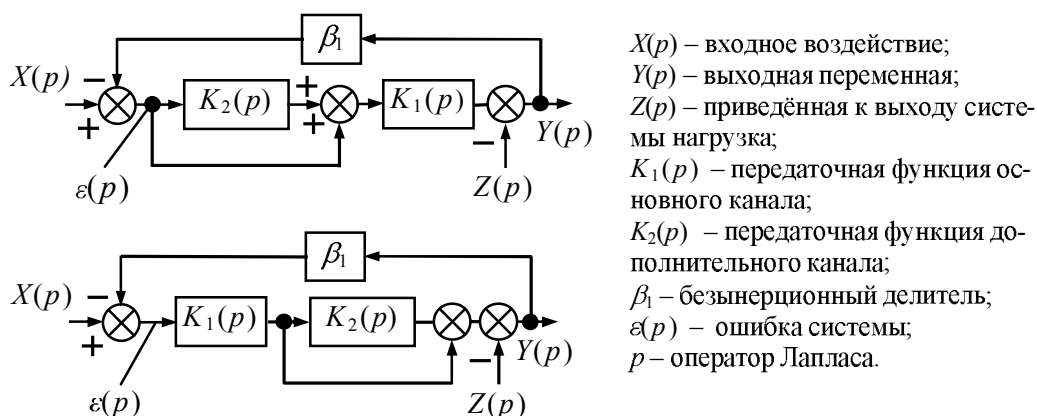 β₁
X(p)
−
+
K₂(p)
+
+
K₁(p)
−
Y(p)
ε(p)
Z(p)
β₁
X(p)
−
+
K₁(p)
K₂(p)
−
Y(p)
ε(p)
Z(p)
X(p) – входное воздействие;
Y(p) – выходная переменная;
Z(p) – приведённая к выходу систе-
мы нагрузка;
K₁(p) – передаточная функция ос-
новного канала;
K₂(p) – передаточная функция до-
полнительного канала;
β₁ – безынерционный делитель;
ε(p) – ошибка системы;
p – оператор Лапласа.